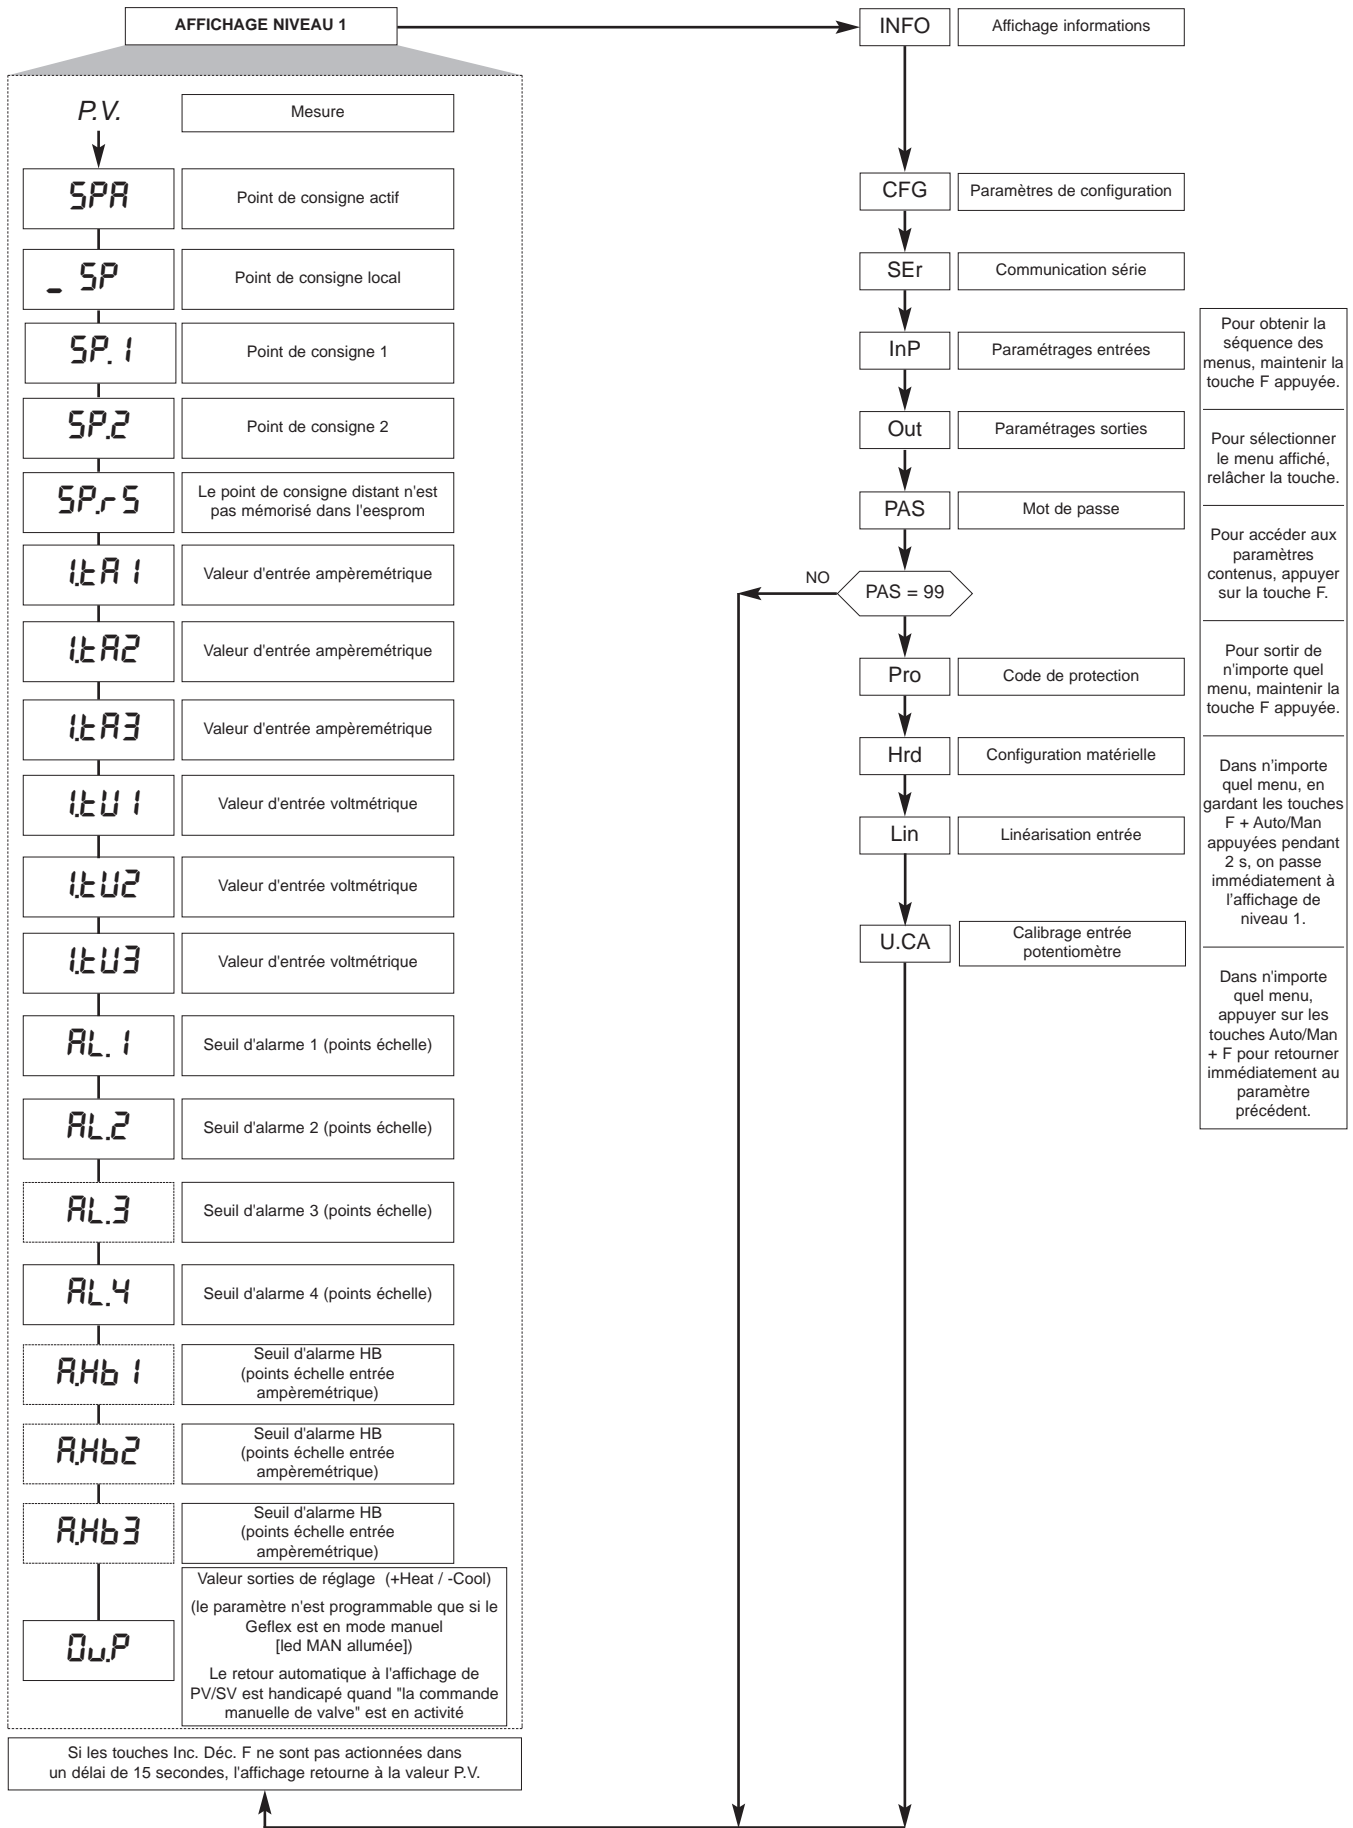 AFFICHAGE NIVEAU 1
P.V.
Mesure
SPA
Point de consigne actif
_ SP
Point de consigne local
SP. 1
Point de consigne 1
SP.2
Point de consigne 2
SP.rS
Le point de consigne distant n'est
pas mémorisé dans l'eesprom
I.tA 1
Valeur d'entrée ampèremétrique
I.tA2
Valeur d'entrée ampèremétrique
I.tA3
Valeur d'entrée ampèremétrique
I.tU 1
Valeur d'entrée voltmétrique
I.tU2
Valeur d'entrée voltmétrique
I.tU3
Valeur d'entrée voltmétrique
AL. 1
Seuil d'alarme 1 (points échelle)
AL.2
Seuil d'alarme 2 (points échelle)
AL.3
Seuil d'alarme 3 (points échelle)
AL.4
Seuil d'alarme 4 (points échelle)
A.Hb 1
Seuil d'alarme HB
(points échelle entrée
ampèremétrique)
A.Hb2
Seuil d'alarme HB
(points échelle entrée
ampèremétrique)
A.Hb3
Seuil d'alarme HB
(points échelle entrée
ampèremétrique)
Ou.P
Valeur sorties de réglage (+Heat / -Cool)
(le paramètre n'est programmable que si le
Geflex est en mode manuel
[led MAN allumée])
Le retour automatique à l'affichage de
PV/SV est handicapé quand "la commande
manuelle de valve" est en activité
Si les touches Inc. Déc. F ne sont pas actionnées dans
un délai de 15 secondes, l'affichage retourne à la valeur P.V.
INFO
Affichage informations
CFG
Paramètres de configuration
SEr
Communication série
InP
Paramétrages entrées
Out
Paramétrages sorties
PAS
Mot de passe
NO
PAS = 99
Pro
Code de protection
Hrd
Configuration matérielle
Lin
Linéarisation entrée
U.CA
Calibrage entrée
potentiomètre
Pour obtenir la
séquence des
menus, maintenir la
touche F appuyée.
Pour sélectionner
le menu affiché,
relâcher la touche.
Pour accéder aux
paramètres
contenus, appuyer
sur la touche F.
Pour sortir de
n'importe quel
menu, maintenir la
touche F appuyée.
Dans n'importe
quel menu, en
gardant les touches
F + Auto/Man
appuyées pendant
2 s, on passe
immédiatement à
l'affichage de
niveau 1.
Dans n'importe
quel menu,
appuyer sur les
touches Auto/Man
+ F pour retourner
immédiatement au
paramètre
précédent.